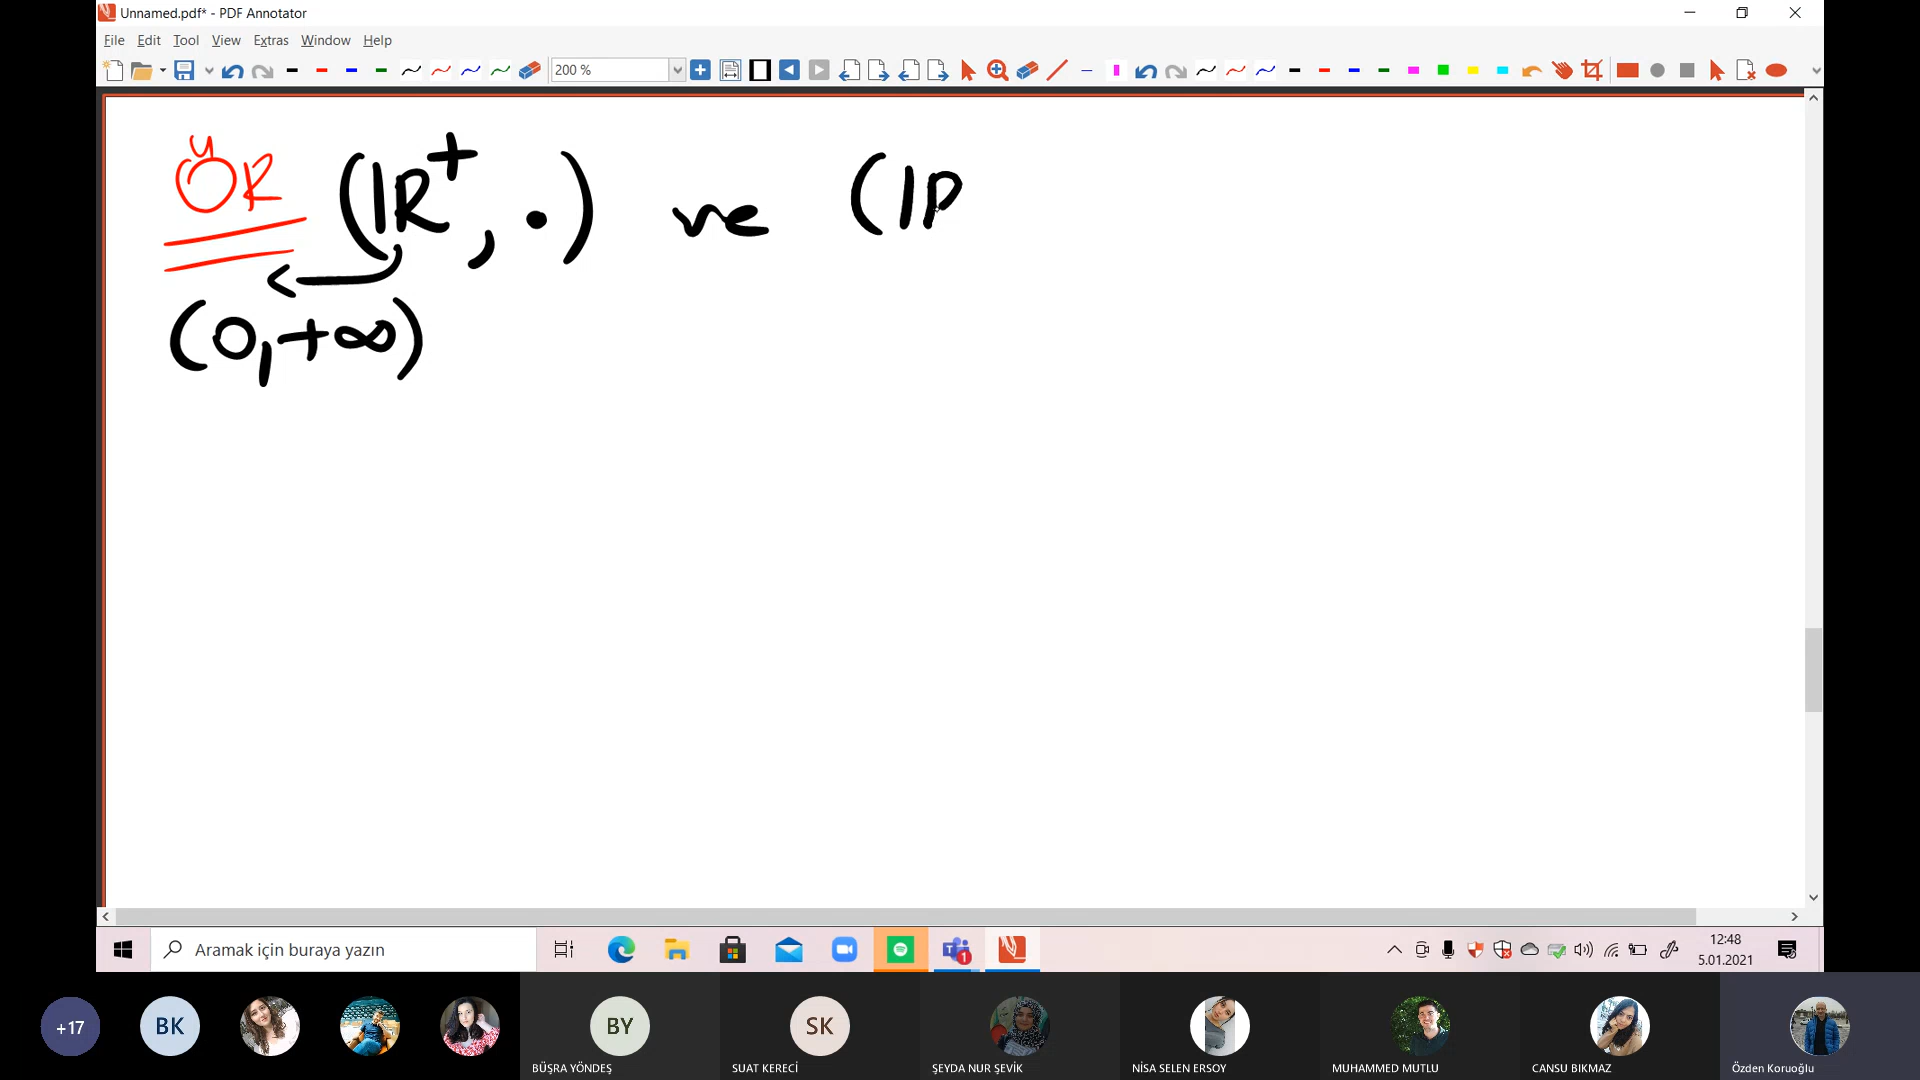 Unnamed.pdf* - PDF Annotator
File Edit Tool View Extras Window Help
200 %
ÖR (ℝ⁺, •) ve (ℝ
(0,+∞)
Aramak için buraya yazın
1
12:48
5.01.2021
+17 BK BY SK
BÜŞRA YÖNDEŞ SUAT KERECİ ŞEYDA NUR ŞEVİK NİSA SELEN ERSOY MUHAMMED MUTLU CANSU BIKMAZ Özden Koruoğlu